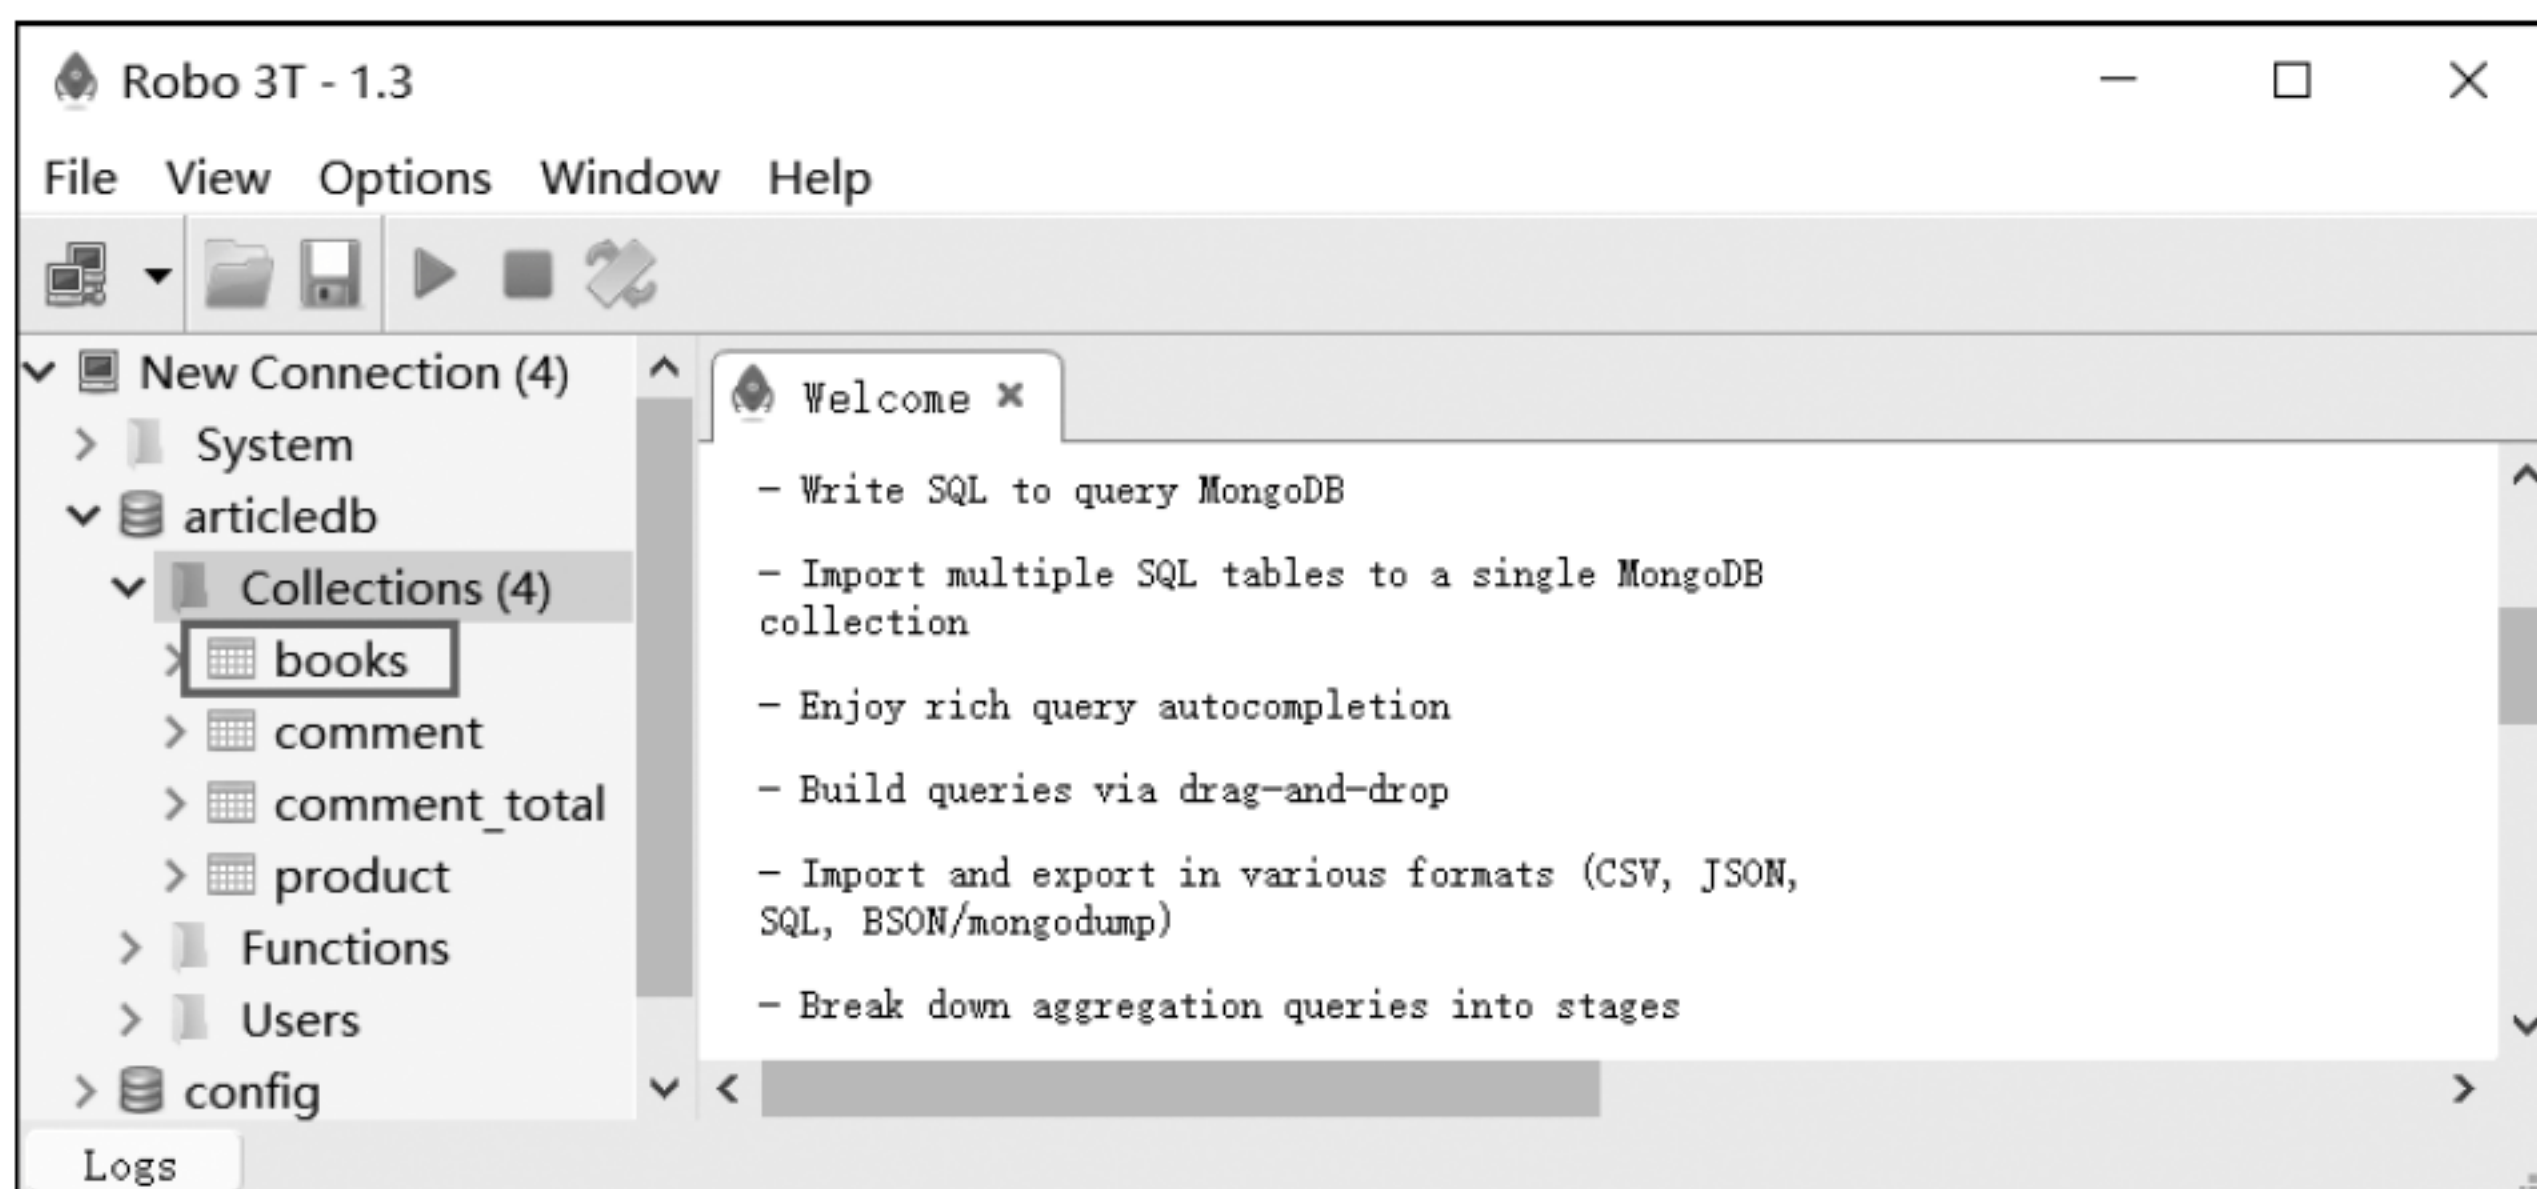 Robo 3T - 1.3
File View Options Window Help
New Connection (4)
System
articledb
Collections (4)
books
comment
comment_total
product
Functions
Users
config
Welcome
- Write SQL to query MongoDB
- Import multiple SQL tables to a single MongoDB
collection
- Enjoy rich query autocompletion
- Build queries via drag-and-drop
- Import and export in various formats (CSV, JSON,
SQL, BSON/mongodump)
- Break down aggregation queries into stages
Logs